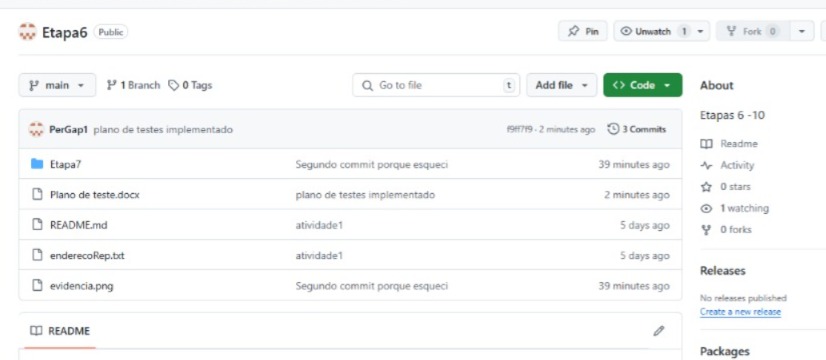 Etapa6 Public
Pin
Unwatch 1
Fork 0
main
1 Branch
0 Tags
Go to file t
Add file
Code
PerGap1 plano de testes implementado
f9ff7f9 · 2 minutes ago
3 Commits
Etapa7 Segundo commit porque esqueci 39 minutes ago
Plano de teste.docx plano de testes implementado 2 minutes ago
README.md atividade1 5 days ago
enderecoRep.txt atividade1 5 days ago
evidencia.png Segundo commit porque esqueci 39 minutes ago
README
About
Etapas 6 -10
Readme
Activity
0 stars
1 watching
0 forks
Releases
No releases published
Create a new release
Packages